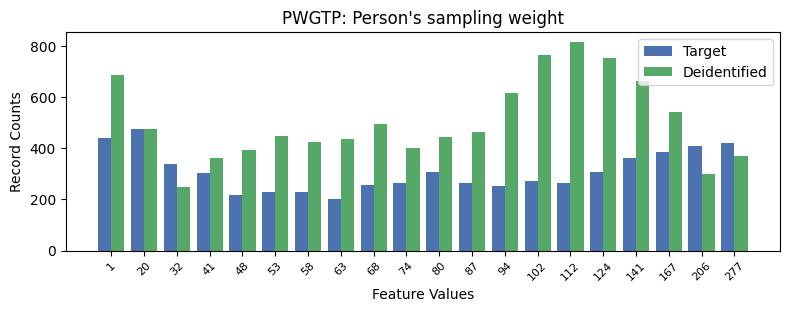 PWGTP: Person's sampling weight
Record Counts
800
600
400
200
0
Target
Deidentified
1 20 32 41 48 53 58 63 68 74 80 87 94 102 112 124 141 167 206 277
Feature Values